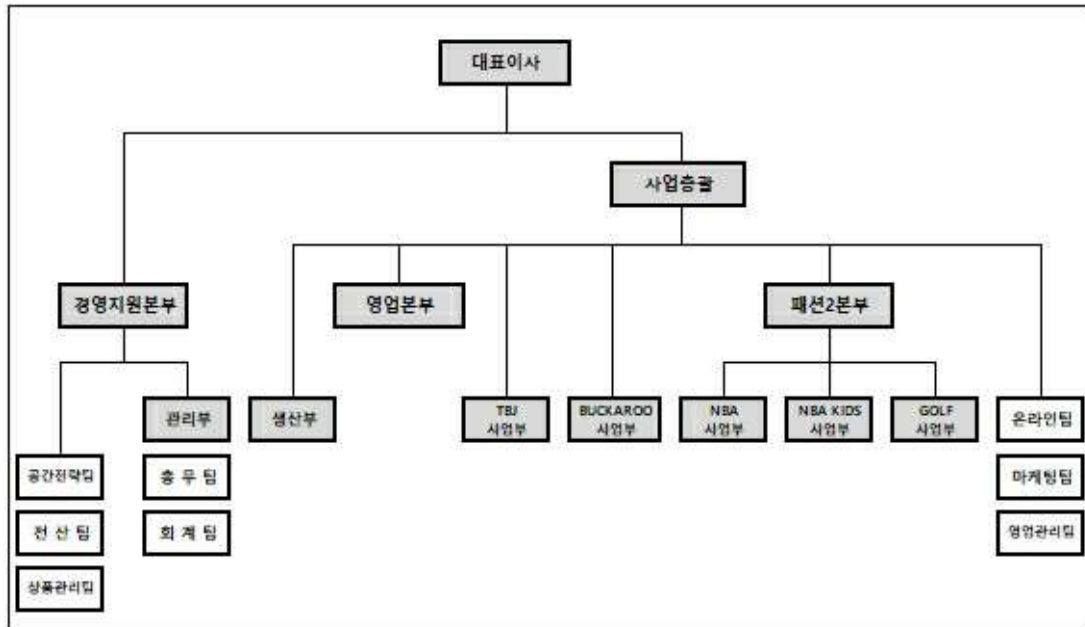 대표이사
사업총괄
경영지원본부
영업본부
패션2본부
관리부
생산부
TBJ
사업부
BUCKAROO
사업부
NBA
사업부
NBA KIDS
사업부
GOLF
사업부
온라인팀
공간전략팀
총 무 팀
마케팅팀
전 산 팀
회 계 팀
영업관리팀
상품관리팀